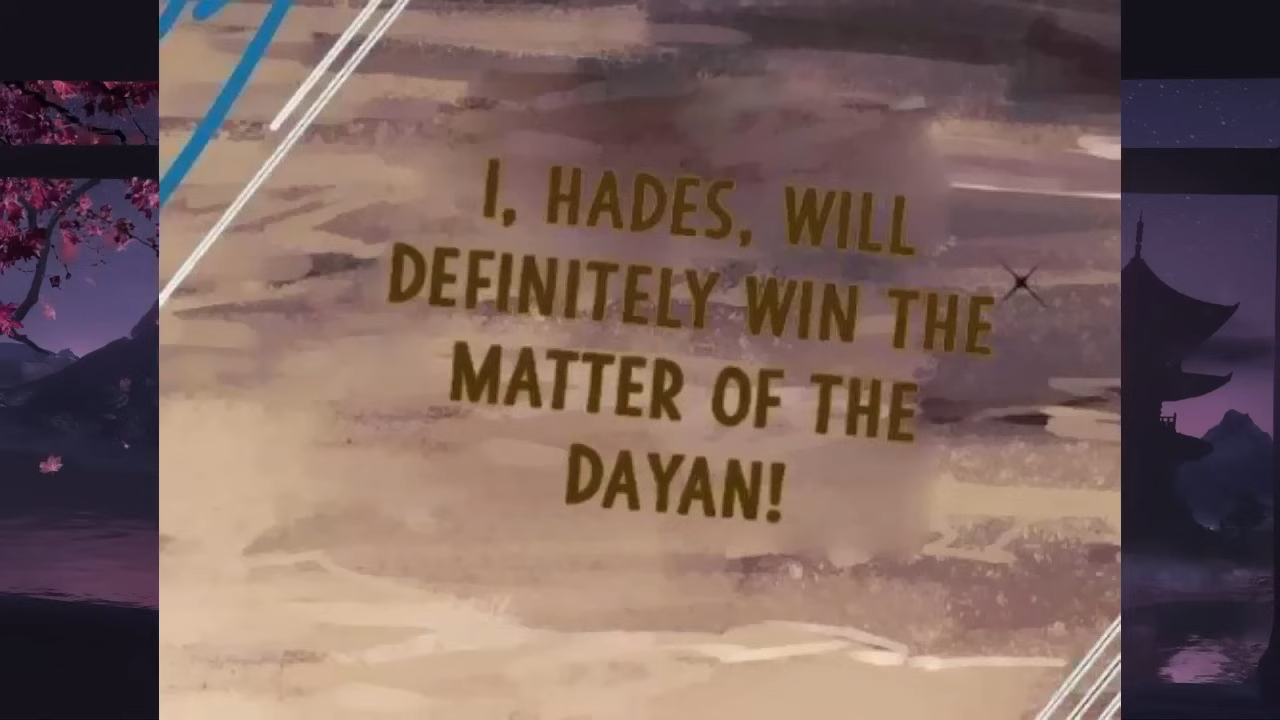 I, HADES, WILL
DEFINITELY WIN THE
MATTER OF THE
DAYAN!